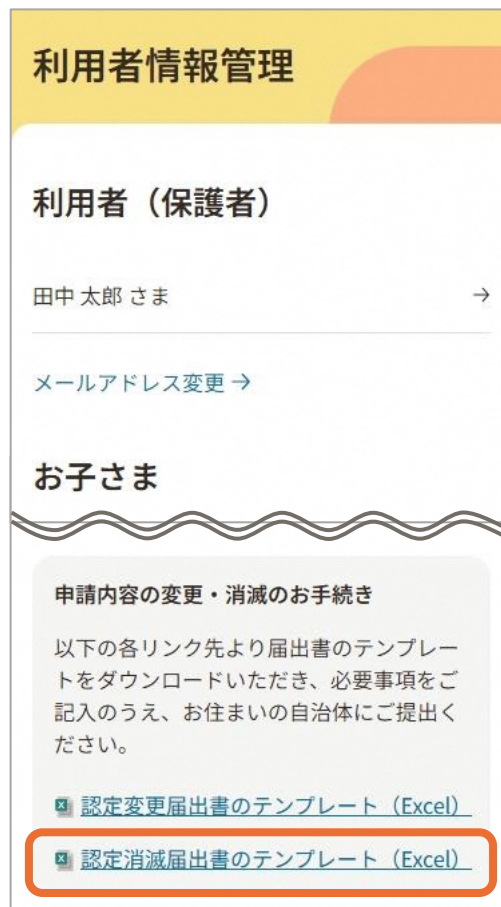 利用者情報管理
利用者（保護者）
田中 太郎 さま →
メールアドレス変更 →
お子さま
申請内容の変更・消滅のお手続き
以下の各リンク先より届出書のテンプレー
トをダウンロードいただき、必要事項をご
記入のうえ、お住まいの自治体にご提出く
ださい。
認定変更届出書のテンプレート（Excel）
認定消滅届出書のテンプレート（Excel）